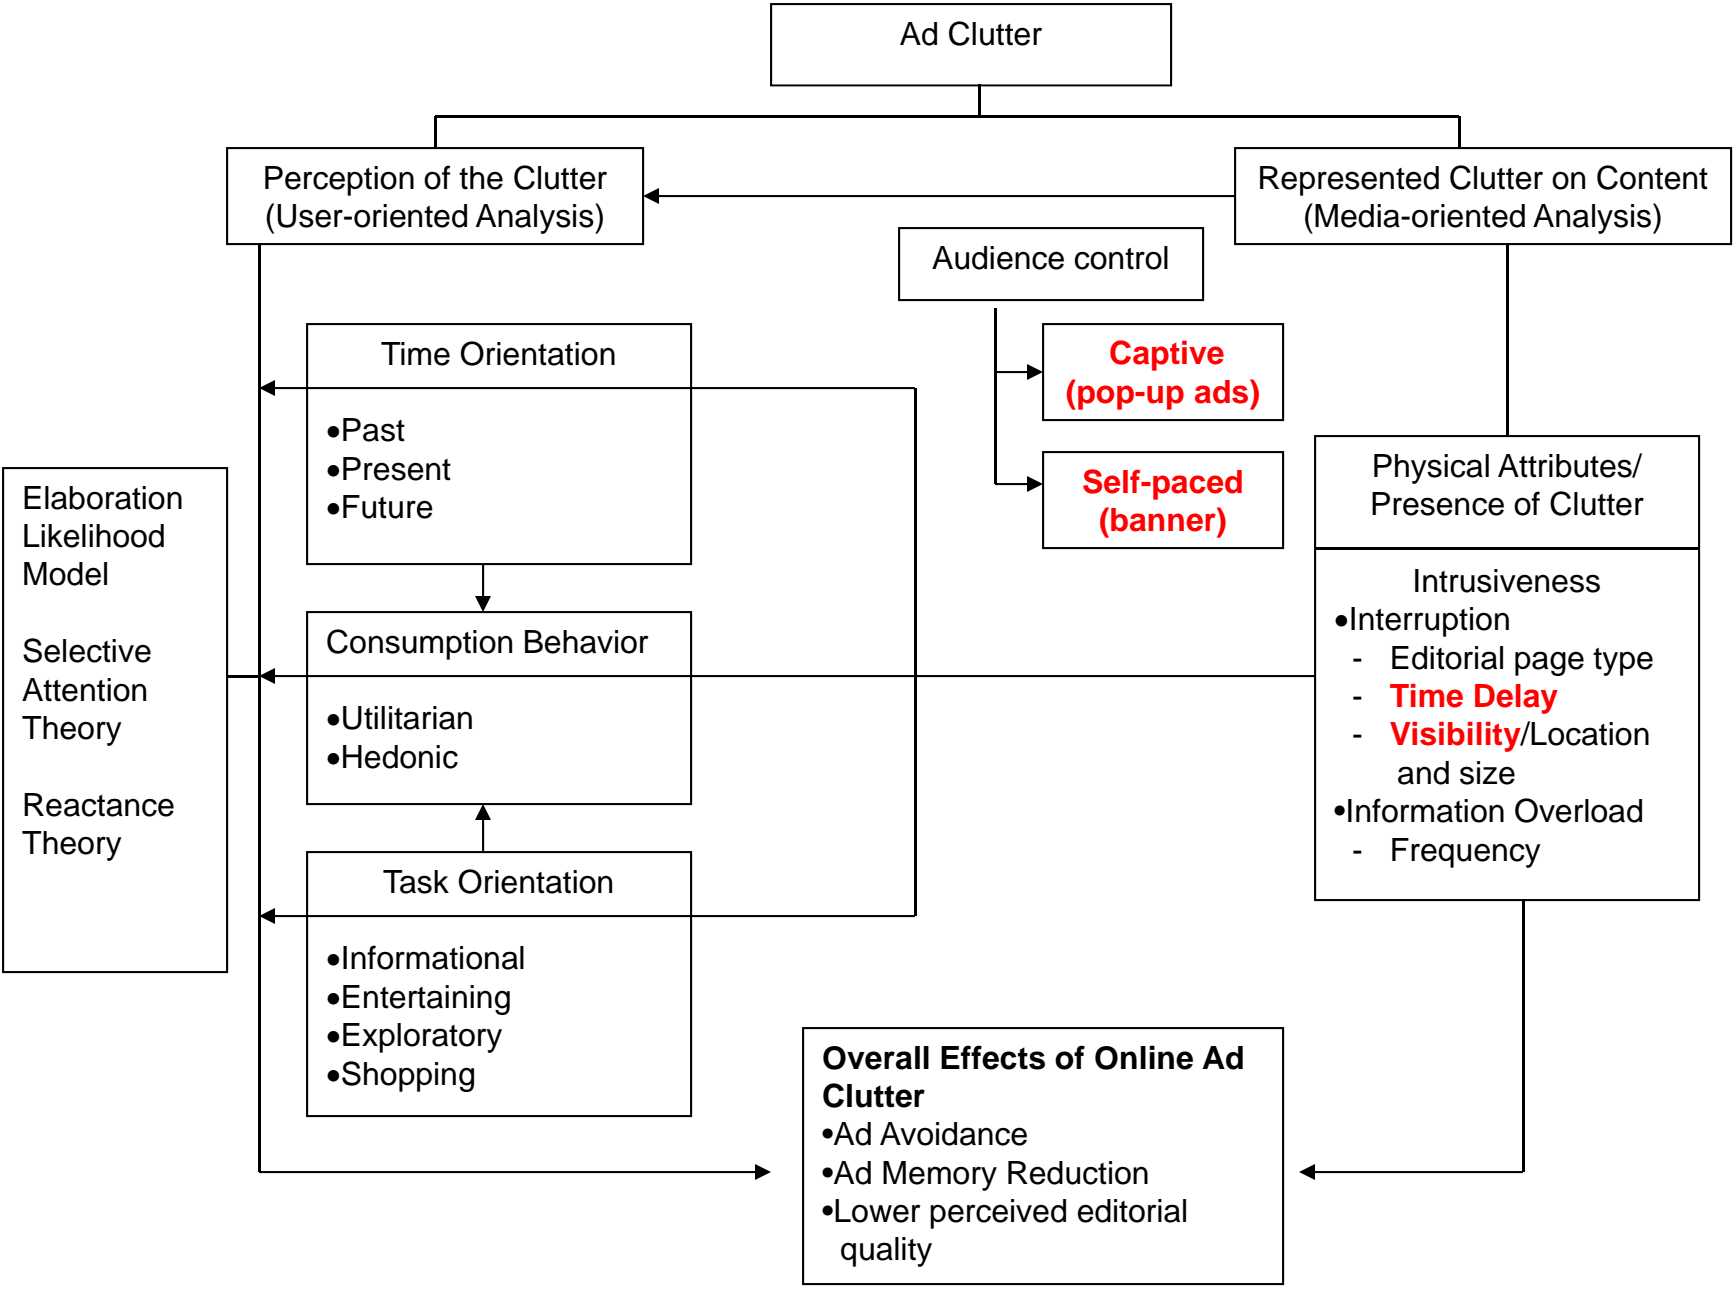 Ad Clutter
Perception of the Clutter
(User-oriented Analysis)
Represented Clutter on Content
(Media-oriented Analysis)
Audience control
Captive
(pop-up ads)
Self-paced
(banner)
Time Orientation
•Past
•Present
•Future
Elaboration
Likelihood
Model
Selective
Attention
Theory
Reactance
Theory
Consumption Behavior
•Utilitarian
•Hedonic
Task Orientation
•Informational
•Entertaining
•Exploratory
•Shopping
Physical Attributes/
Presence of Clutter
Intrusiveness
•Interruption
- Editorial page type
- Time Delay
- Visibility/Location
and size
•Information Overload
- Frequency
Overall Effects of Online Ad
Clutter
•Ad Avoidance
•Ad Memory Reduction
•Lower perceived editorial
quality